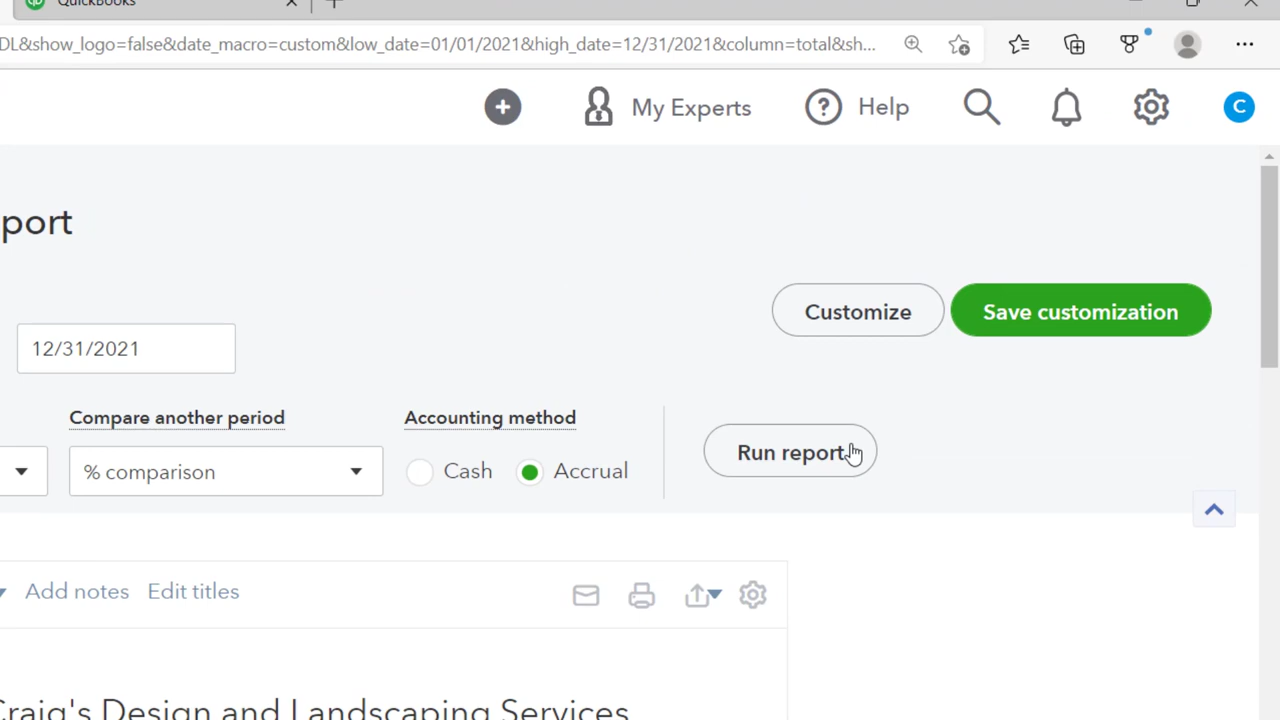 QuickBooks
DL&show_logo=false&date_macro=custom&low_date=01/01/2021&high_date=12/31/2021&column=total&sh...
My Experts
Help
C
port
Customize
Save customization
12/31/2021
Compare another period
Accounting method
% comparison
Cash
Accrual
Run report
Add notes
Edit titles
Craig's Design and Landscaping Services